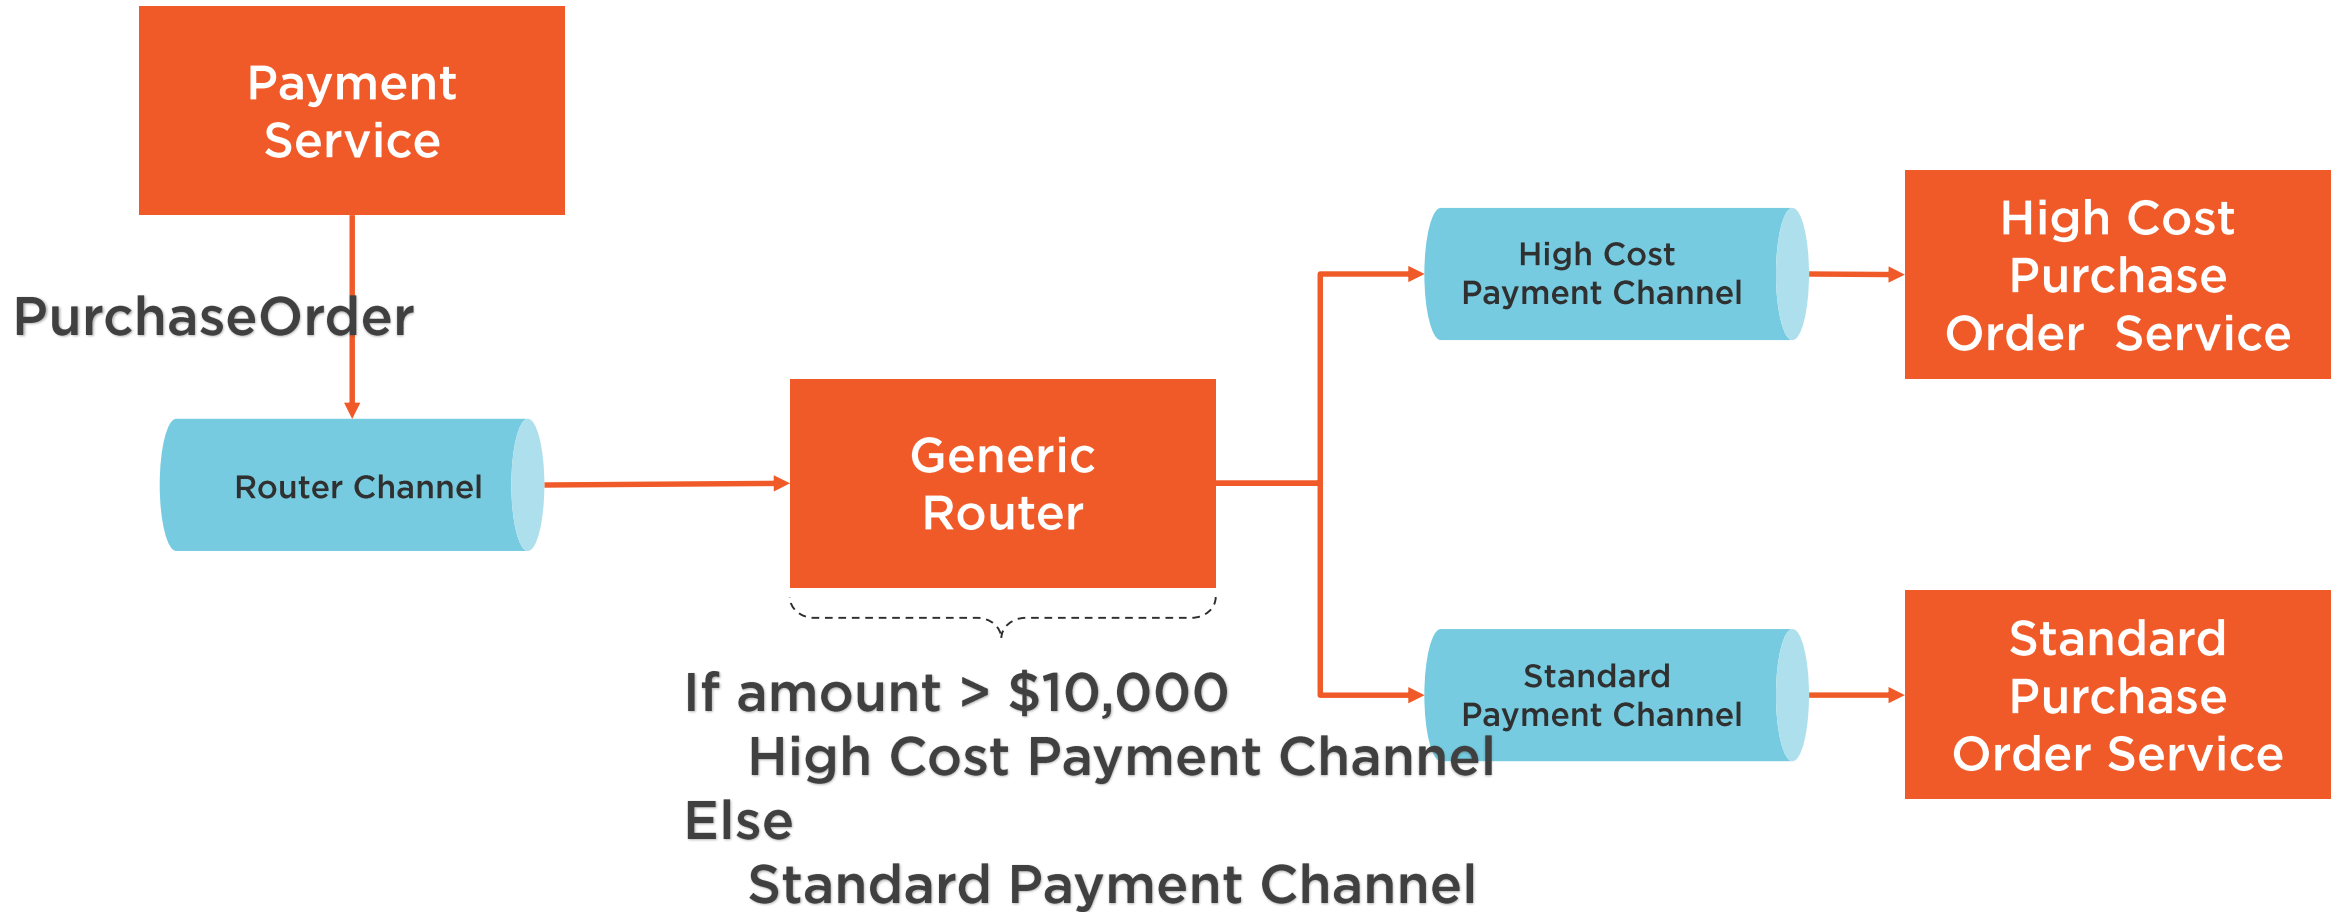 Payment
Service
PurchaseOrder
Router Channel
Generic
Router
If amount > $10,000
High Cost Payment Channel
Else
Standard Payment Channel
High Cost
Payment Channel
High Cost
Purchase
Order  Service
Standard
Payment Channel
Standard
Purchase
Order Service